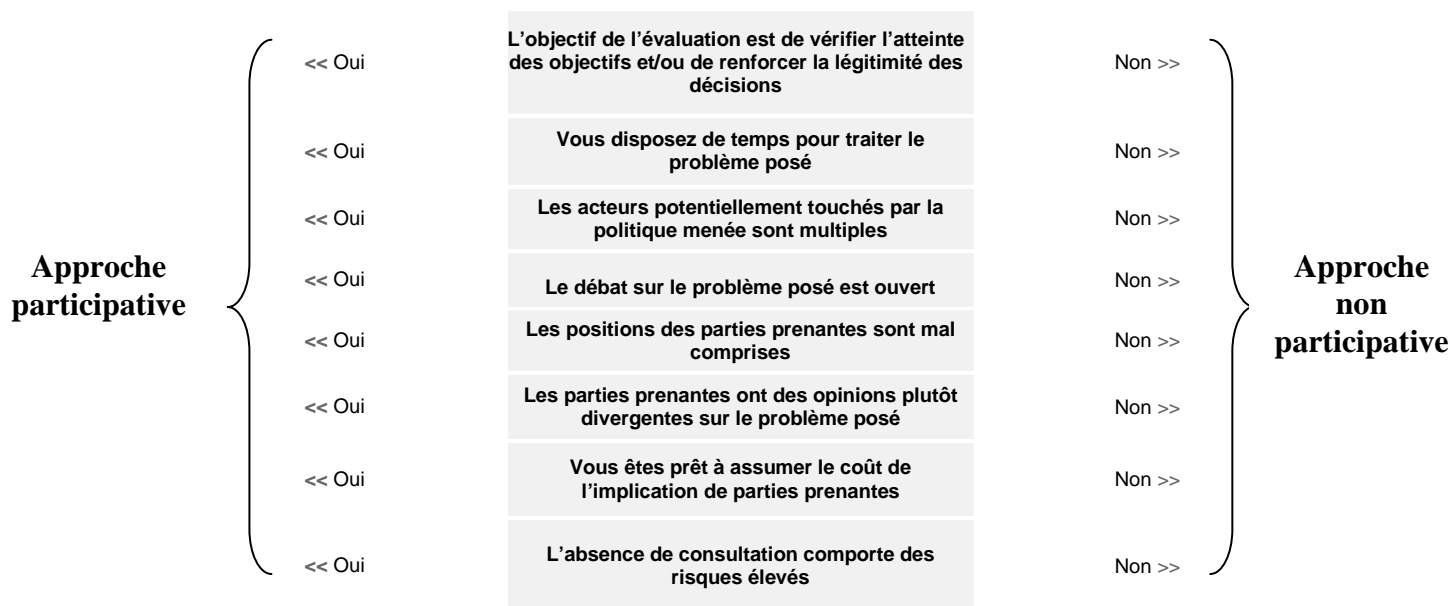 L’objectif de l’évaluation est de vérifier l’atteinte
<< Oui
des objectifs et/ou de renforcer la légitimité des
Non >>
décisions
Vous disposez de temps pour traiter le
<< Oui
Non >>
problème posé
Les acteurs potentiellement touchés par la
<< Oui
Non >>
politique menée sont multiples
Approche
participative
<< Oui
Le débat sur le problème posé est ouvert
Non >>
Approche
non
participative
Les positions des parties prenantes sont mal
<< Oui
Non >>
comprises
Les parties prenantes ont des opinions plutôt
<< Oui
Non >>
divergentes sur le problème posé
Vous êtes prêt à assumer le coût de
<< Oui
Non >>
l’implication de parties prenantes
L’absence de consultation comporte des
<< Oui
Non >>
risques élevés